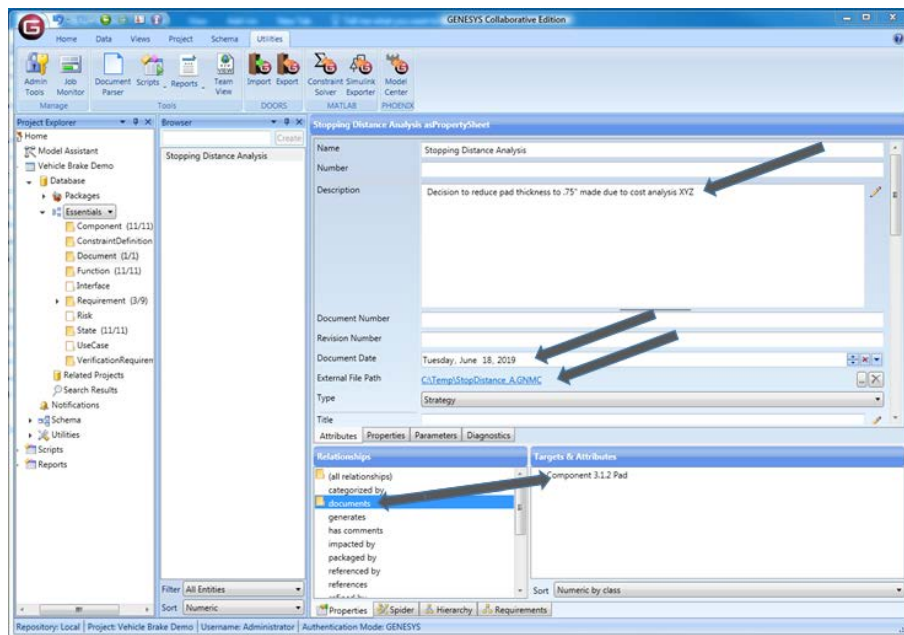 GENESYS Collaborative Edition
Home Data Views Project Schema Utilities
Admin Tools
Job Monitor
Document Parser
Scripts
Reports
Team View
Import
Export
Constraint Solver
Simulink Exporter
Model Center
Manage Tools DOORS MATLAB PHOENIX
Project Explorer
Home
Model Assistant
Vehicle Brake Demo
Database
Packages
Essentials
Component (11/11)
ConstraintDefinition
Document (1/1)
Function (11/11)
Interface
Requirement (3/9)
Risk
State (11/11)
UseCase
VerificationRequirem
Related Projects
Search Results
Notifications
Schema
Utilities
Scripts
Reports
Browser
Create
Stopping Distance Analysis
Filter All Entities
Sort Numeric
Stopping Distance Analysis asPropertySheet
Name Stopping Distance Analysis
Number
Description Decision to reduce pad thickness to .75" made due to cost analysis XYZ
Document Number
Revision Number
Document Date Tuesday, June 18, 2019
External File Path C:\Temp\StopDistance_A.GNMC
Type Strategy
Title
Attributes Properties Parameters Diagnostics
Relationships
(all relationships)
categorized by
documents
generates
has comments
impacted by
packaged by
referenced by
references
Targets & Attributes
Component 3.1.2 Pad
Sort Numeric by class
Properties Spider Hierarchy Requirements
Repository: Local Project: Vehicle Brake Demo Username: Administrator Authentication Mode: GENESYS